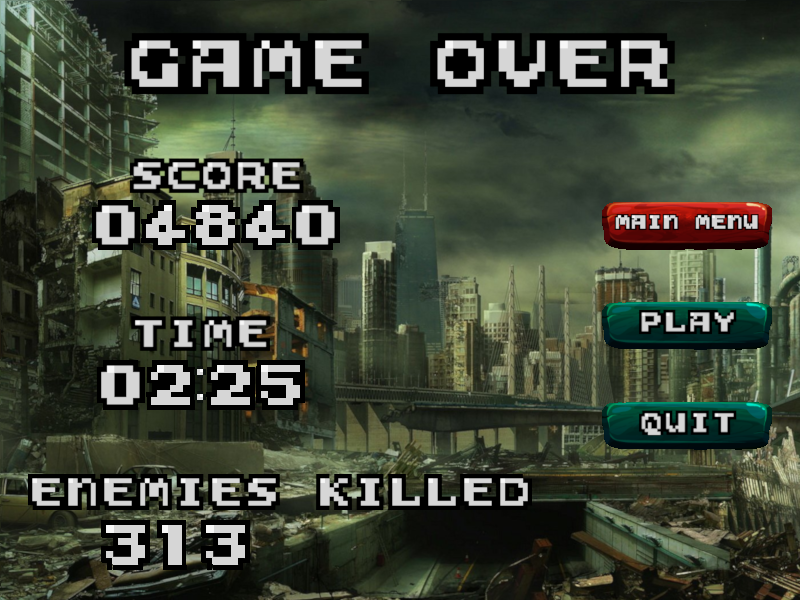 GAME OVER
SCORE
04840
MAIN MENU
TIME
02:25
PLAY
QUIT
ENEMIES KILLED
313